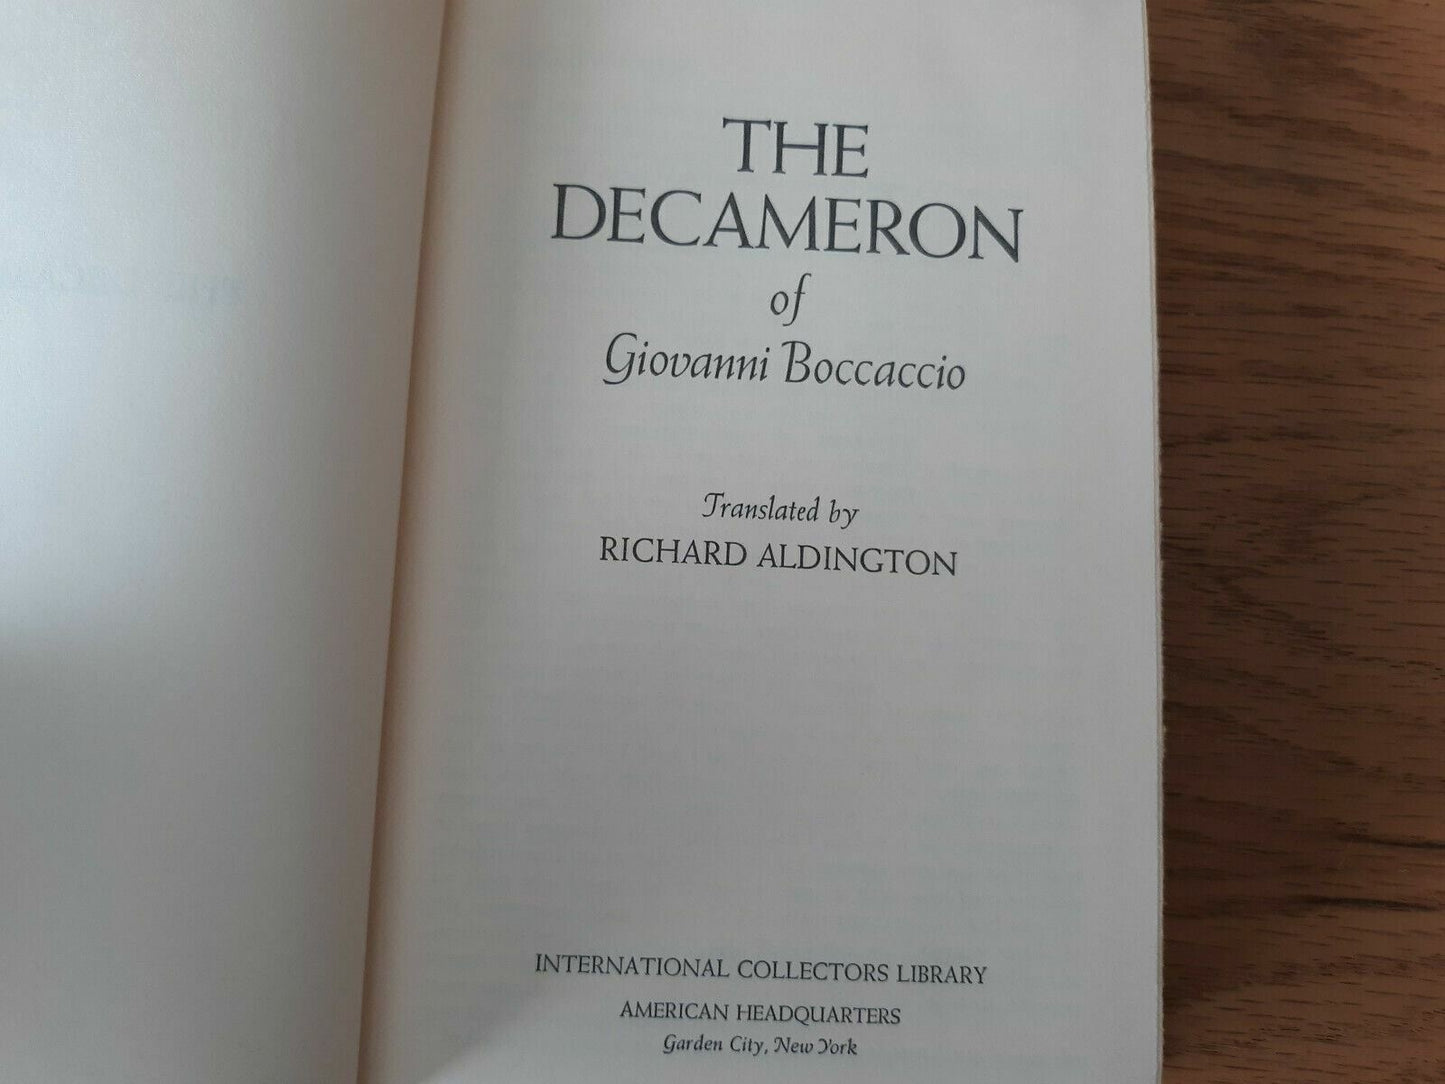 THE
DECAMERON
of
Giovanni Boccaccio
Translated by
RICHARD ALDINGTON
INTERNATIONAL COLLECTORS LIBRARY
AMERICAN HEADQUARTERS
Garden City, New York